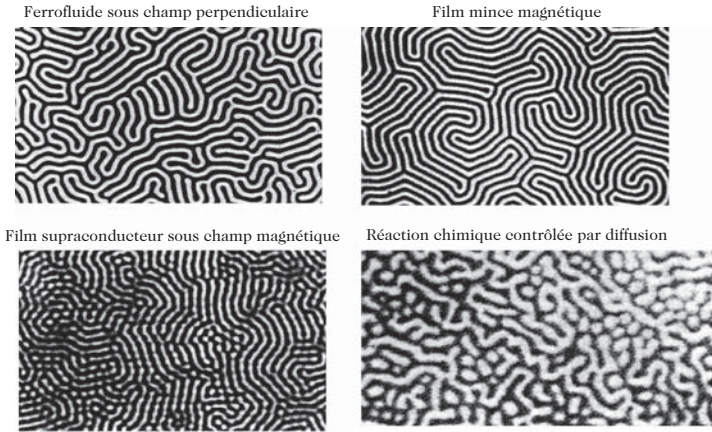 Ferrofluide sous champ perpendiculaire
Film mince magnétique
Film supraconducteur sous champ magnétique
Réaction chimique contrôlée par diffusion